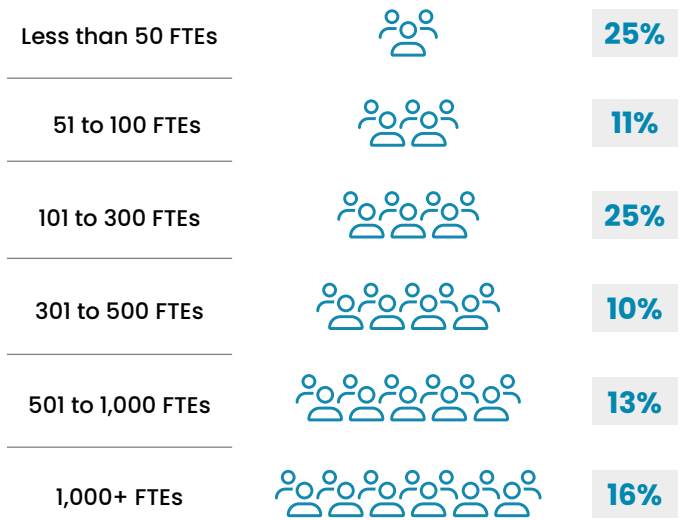 Less than 50 FTEs 25%
51 to 100 FTEs 11%
101 to 300 FTEs 25%
301 to 500 FTEs 10%
501 to 1,000 FTEs 13%
1,000+ FTEs 16%